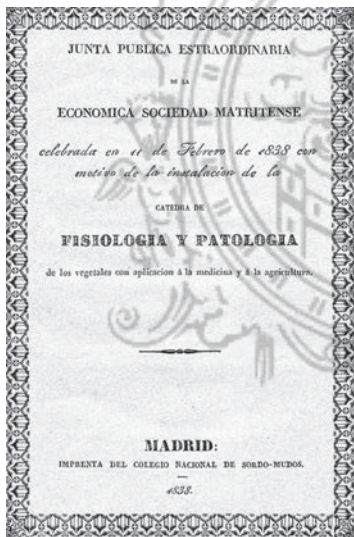 JUNTA PUBLICA ESTRAORDINARIA
DE LA
ECONOMICA SOCIEDAD MATRITENSE
celebrada en 11 de Febrero de 1838 con
motivo de la instalacion de la
CATEDRA DE
FISIOLOGIA Y PATOLOGIA
de los vegetales con aplicacion á la medicina y á la agricultura.
MADRID:
IMPRENTA DEL COLEGIO NACIONAL DE SORDO-MUDOS.
1838.